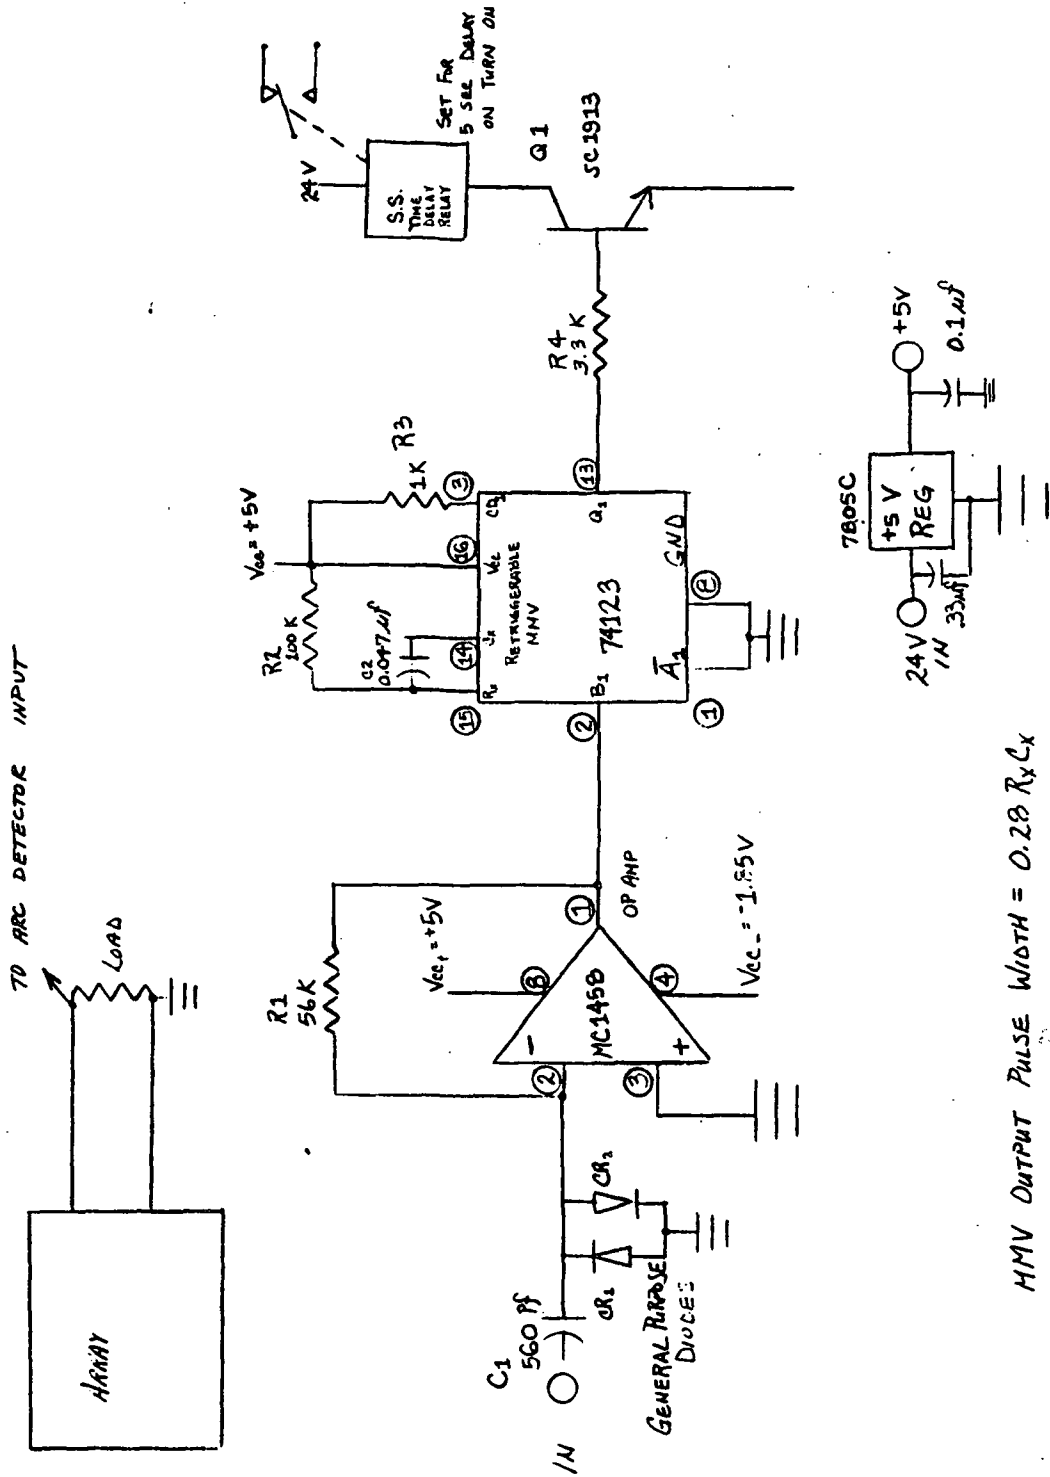 TO ARC DETECTOR INPUT
ARRAY
LOAD
IN
C1
560 Pf
CR1
CR2
GENERAL PURPOSE
DIODES
R1
56K
2
3
−
+
MC1458
8
4
1
Vcc+=+5V
OP AMP
R2
100K
C2
0.047µf
Vcc=+5V
1K R3
15
14
16
3
Rx
Jx
Vcc
CD1
RETRIGGERABLE
MMV
74123
2
B1
A1
1
GND
8
Q1
13
R4
3.3K
24V
S.S.
TIME
DELAY
RELAY
SET FOR
5 SEC DELAY
ON TURN ON
Q1
SC1913
7805C
24V
IN
+5V
REG
+5V
.33µf
0.1µf
MMV OUTPUT PULSE WIDTH = 0.28 RxCx